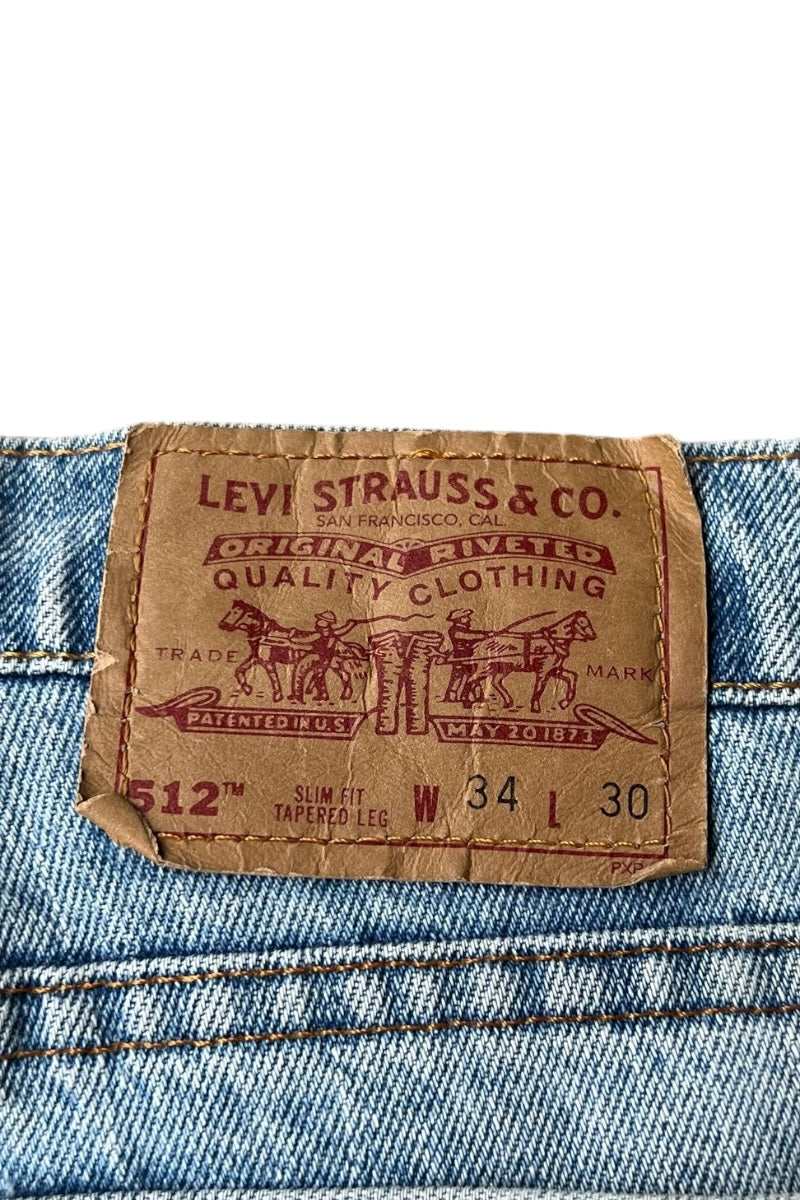 LEVI STRAUSS & CO.
SAN FRANCISCO, CAL.
ORIGINAL RIVETED
QUALITY CLOTHING
TRADE MARK
PATENTED IN U.S. MAY 20 1873
512™ SLIM FIT TAPERED LEG W 34 L 30